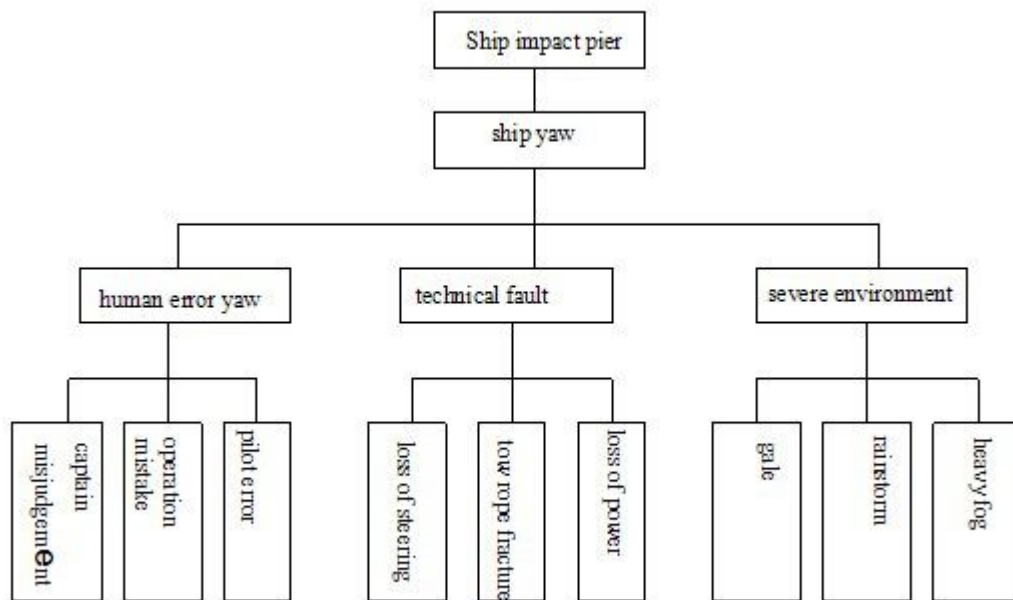 Ship impact pier
ship yaw
human error yaw
technical fault
severe environment
captain
misjudgement
operation
mistake
pilot error
loss of steering
tow rope fracture
loss of power
gale
rainstorm
heavy fog